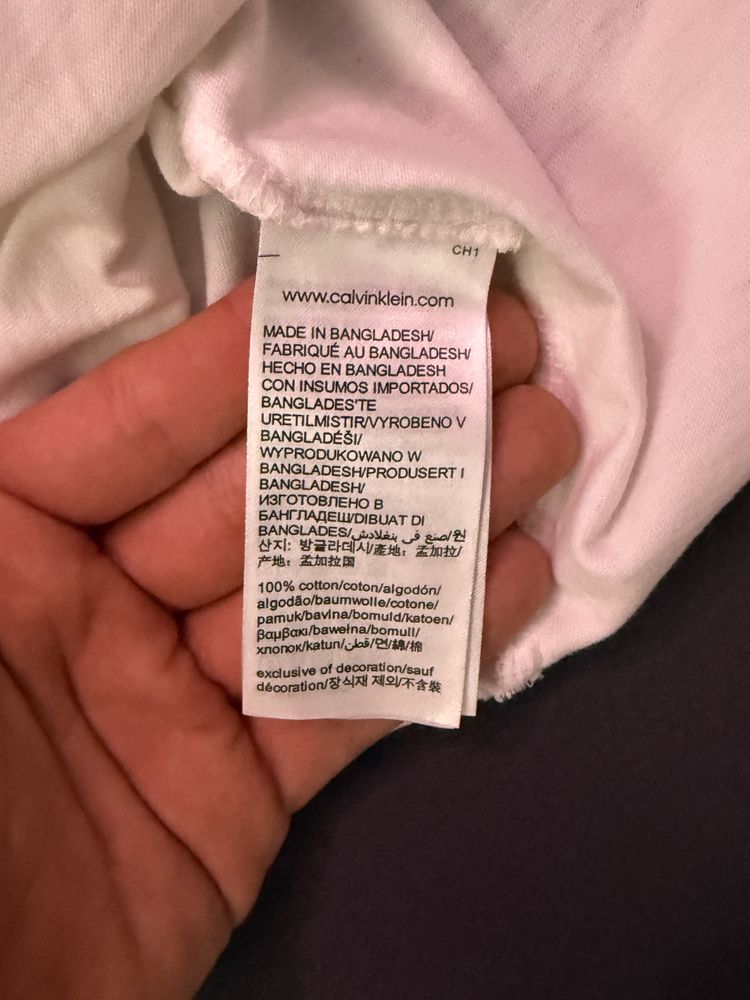 CH1
www.calvinklein.com
MADE IN BANGLADESH/
FABRIQUÉ AU BANGLADESH/
HECHO EN BANGLADESH
CON INSUMOS IMPORTADOS/
BANGLADES'TE
URETILMISTIR/VYROBENO V
BANGLADÉŠI/
WYPRODUKOWANO W
BANGLADESH/PRODUSERT I
BANGLADESH/
ИЗГОТОВЛЕНО В
БАНГЛАДЕШ/DIBUAT DI
BANGLADES/صنع في بنغلادش/원
산지: 방글라데시/產地: 孟加拉/
产地: 孟加拉国
100% cotton/coton/algodón/
algodão/baumwolle/cotone/
pamuk/bavlna/bomuld/katoen/
βαμβακι/bawełna/bomull/
хлопок/katun/قطن/면/綿/棉
exclusive of decoration/sauf
décoration/장식재 제외/不含裝